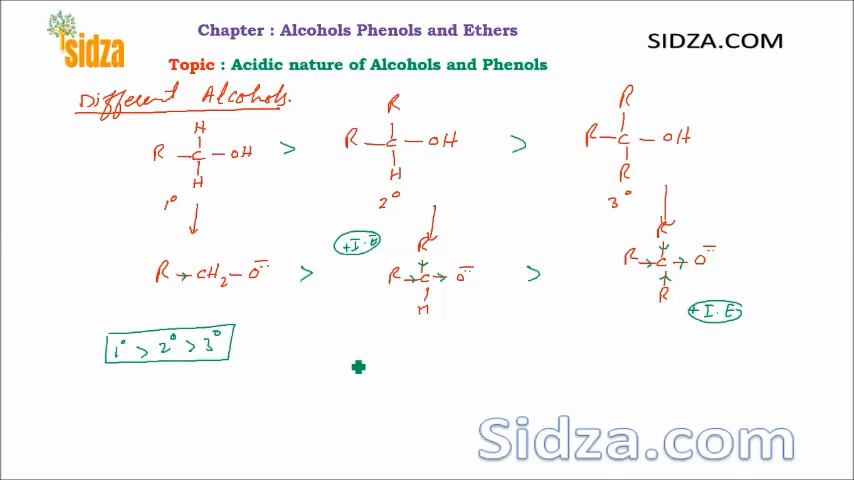 sidza
Chapter : Alcohols Phenols and Ethers
SIDZA.COM
Topic : Acidic nature of Alcohols and Phenols
Different Alcohols.
H R R
R – C – OH > R – C – OH > R – C – OH
H H R
1° 2° 3°
+I.E
R R
R → CH2 – O⁻ > R → C → O⁻ > R → C → O⁻
H R
+I.E
1° > 2° > 3°
Sidza.com